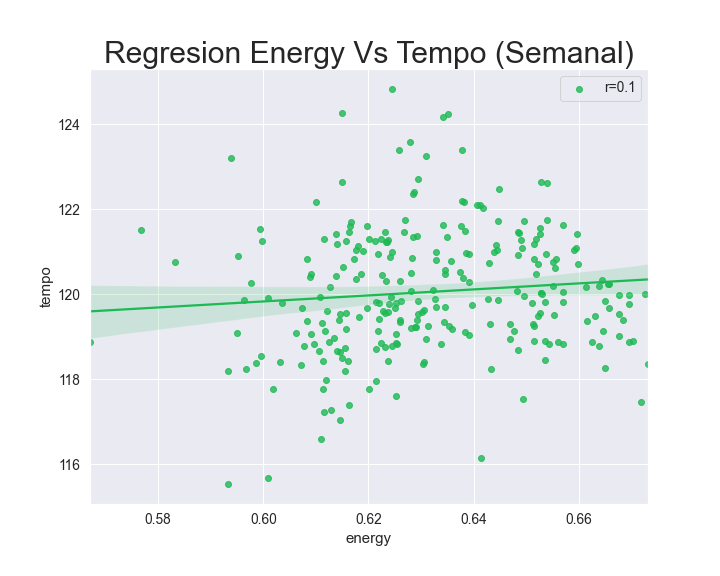 Regresion Energy Vs Tempo (Semanal)
r=0.1
124
122
120
118
116
tempo
0.58 0.60 0.62 0.64 0.66
energy